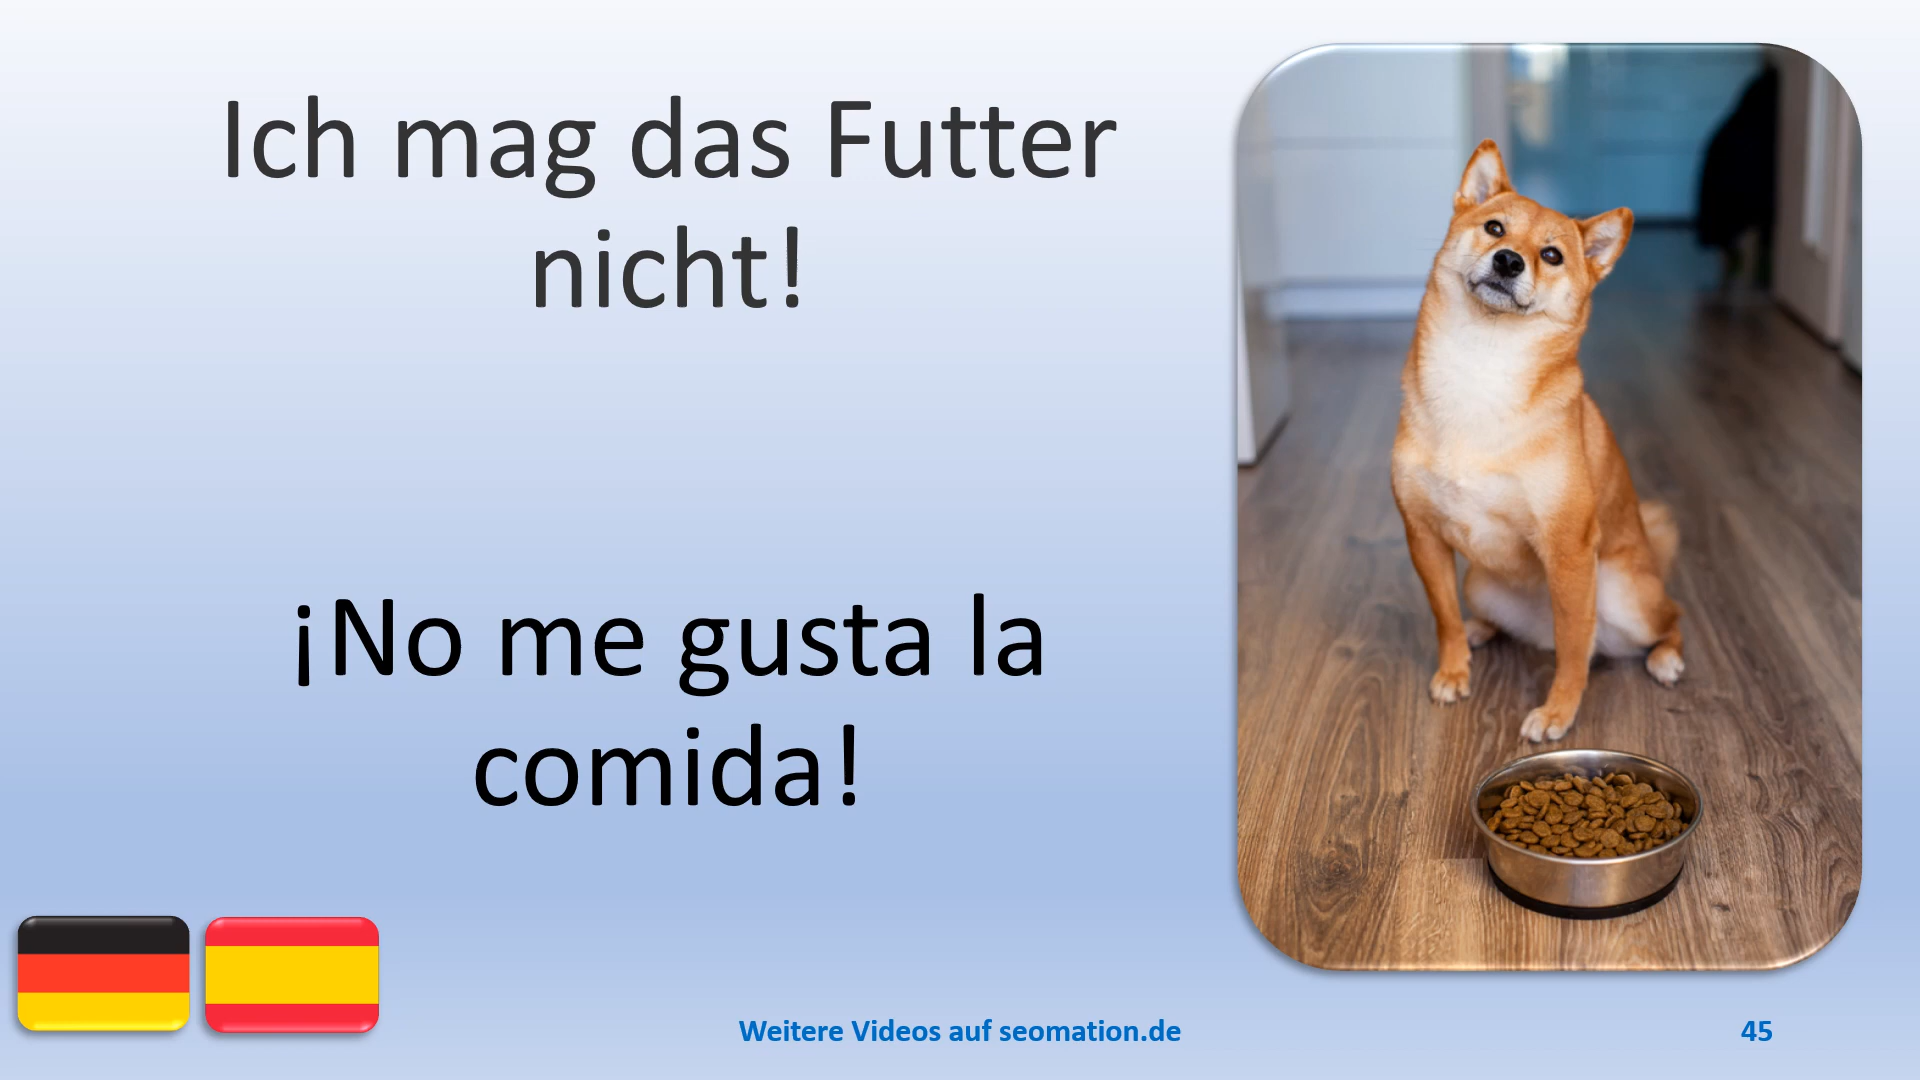 Ich mag das Futter
nicht!
¡No me gusta la
comida!
Weitere Videos auf seomation.de
45